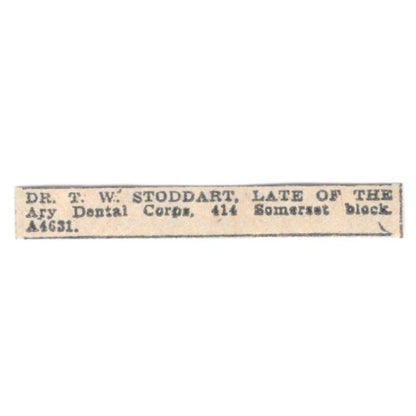 DR. T. W. STODDART, LATE OF THE
Ary Dental Corps, 414 Somerset block.
A4631.